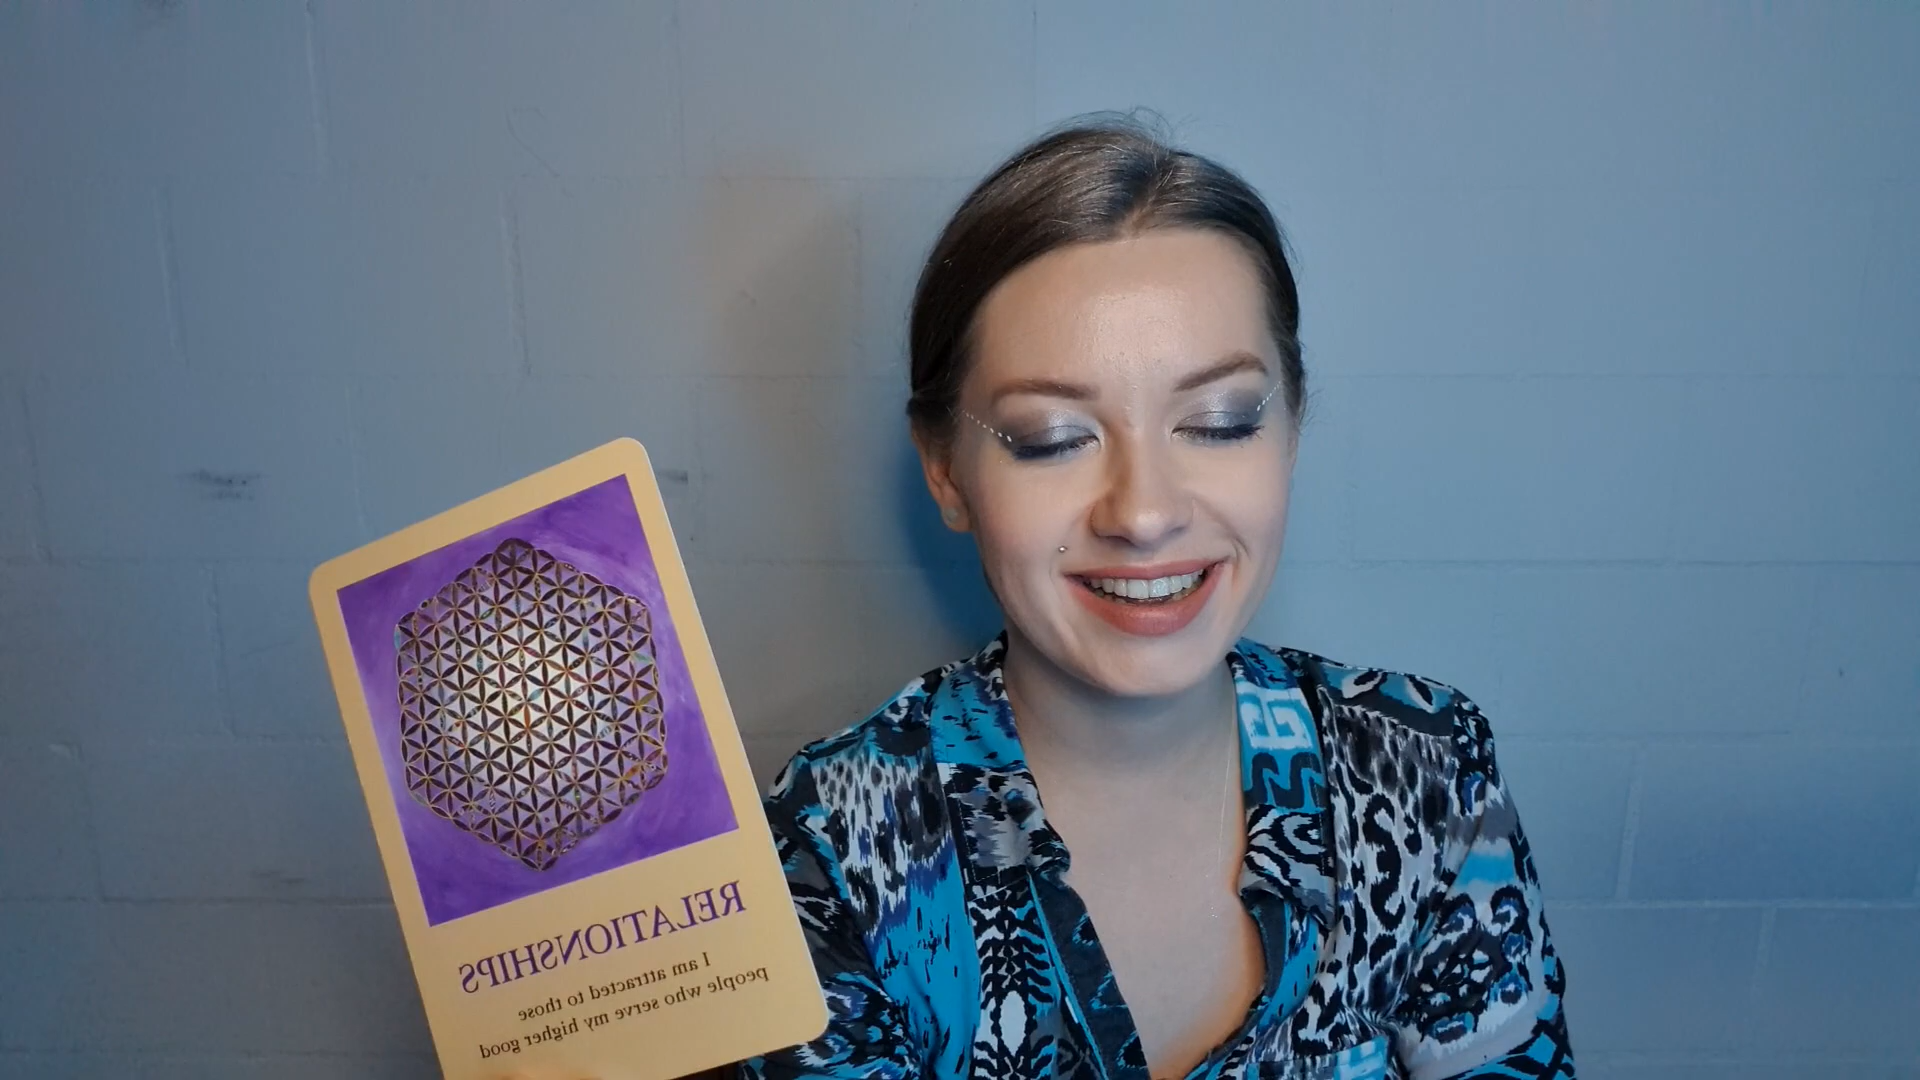 RELATIONSHIPS
I am attracted to those
people who serve my higher good